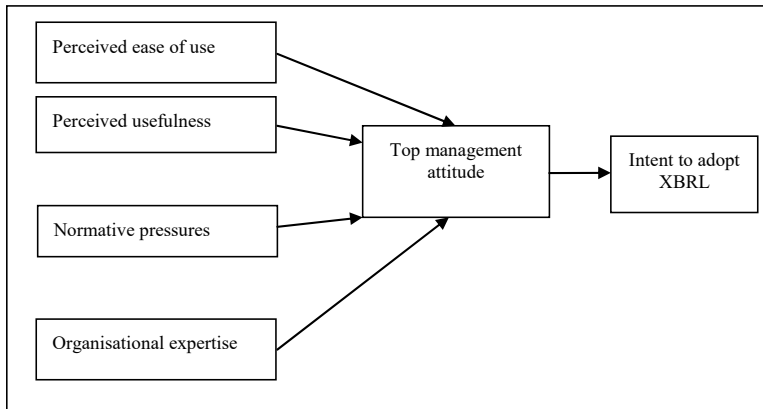 Perceived ease of use
Perceived usefulness
Top management
attitude
Intent to adopt
XBRL
Normative pressures
Organisational expertise